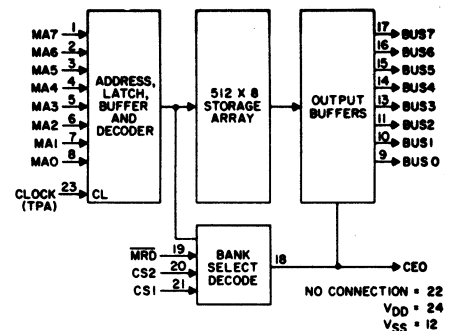 MA7 1
MA6 2
MA5 3
MA4 4
MA3 5
MA2 6
MA1 7
MA0 8
CLOCK 23
(TPA)
CL
ADDRESS,
LATCH,
BUFFER
AND
DECODER
512 X 8
STORAGE
ARRAY
OUTPUT
BUFFERS
17 BUS7
16 BUS6
15 BUS5
14 BUS4
13 BUS3
11 BUS2
10 BUS1
9 BUS0
MRD 19
CS2 20
CS1 21
BANK
SELECT
DECODE
18
CEO
NO CONNECTION = 22
VDD = 24
VSS = 12